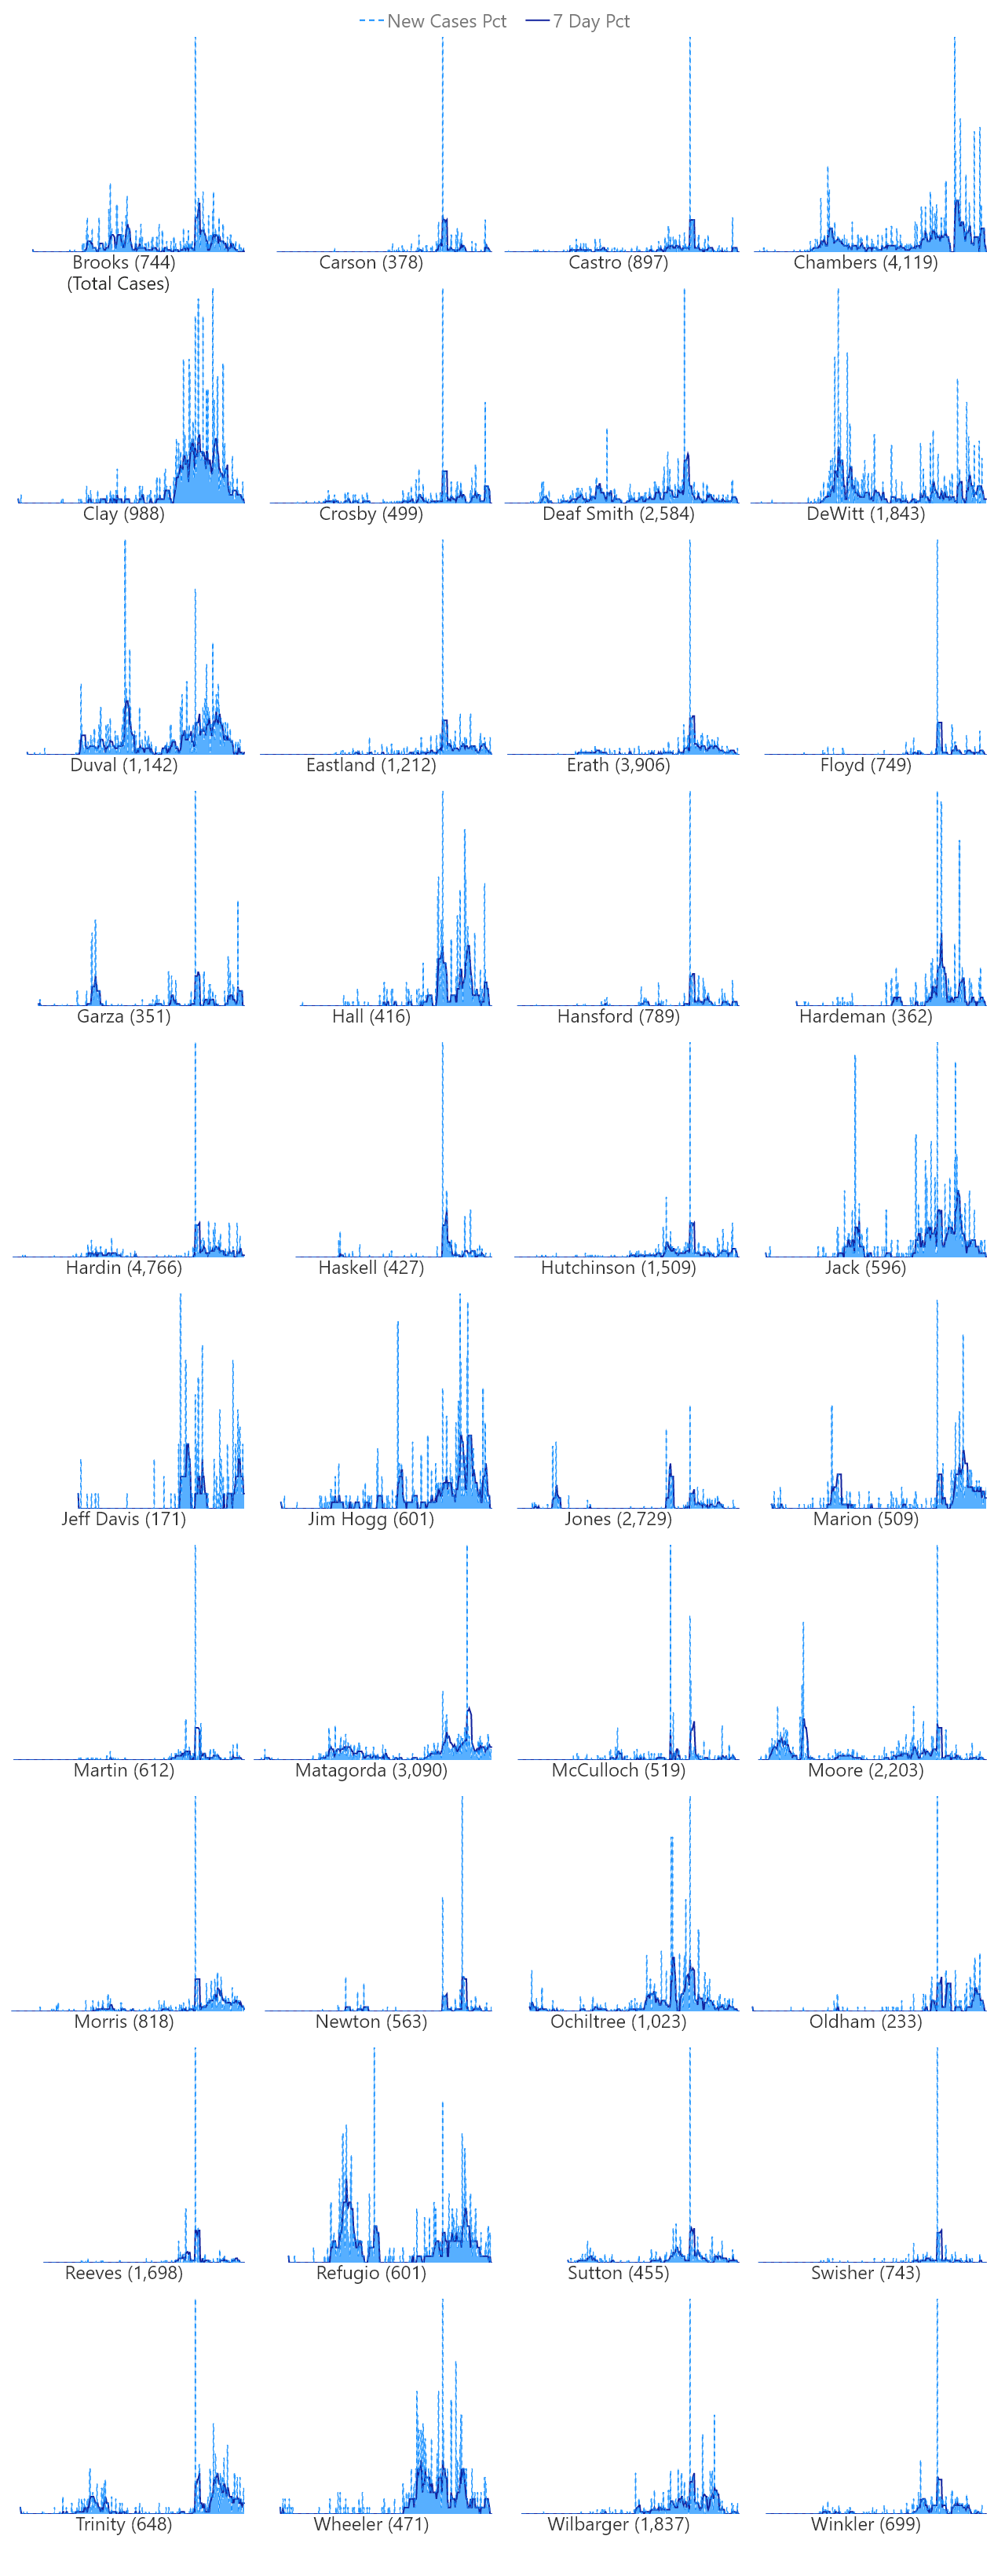 New Cases Pct 7 Day Pct
Brooks (744) Carson (378) Castro (897) Chambers (4,119)
(Total Cases)
Clay (988) Crosby (499) Deaf Smith (2,584) DeWitt (1,843)
Duval (1,142) Eastland (1,212) Erath (3,906) Floyd (749)
Garza (351) Hall (416) Hansford (789) Hardeman (362)
Hardin (4,766) Haskell (427) Hutchinson (1,509) Jack (596)
Jeff Davis (171) Jim Hogg (601) Jones (2,729) Marion (509)
Martin (612) Matagorda (3,090) McCulloch (519) Moore (2,203)
Morris (818) Newton (563) Ochiltree (1,023) Oldham (233)
Reeves (1,698) Refugio (601) Sutton (455) Swisher (743)
Trinity (648) Wheeler (471) Wilbarger (1,837) Winkler (699)